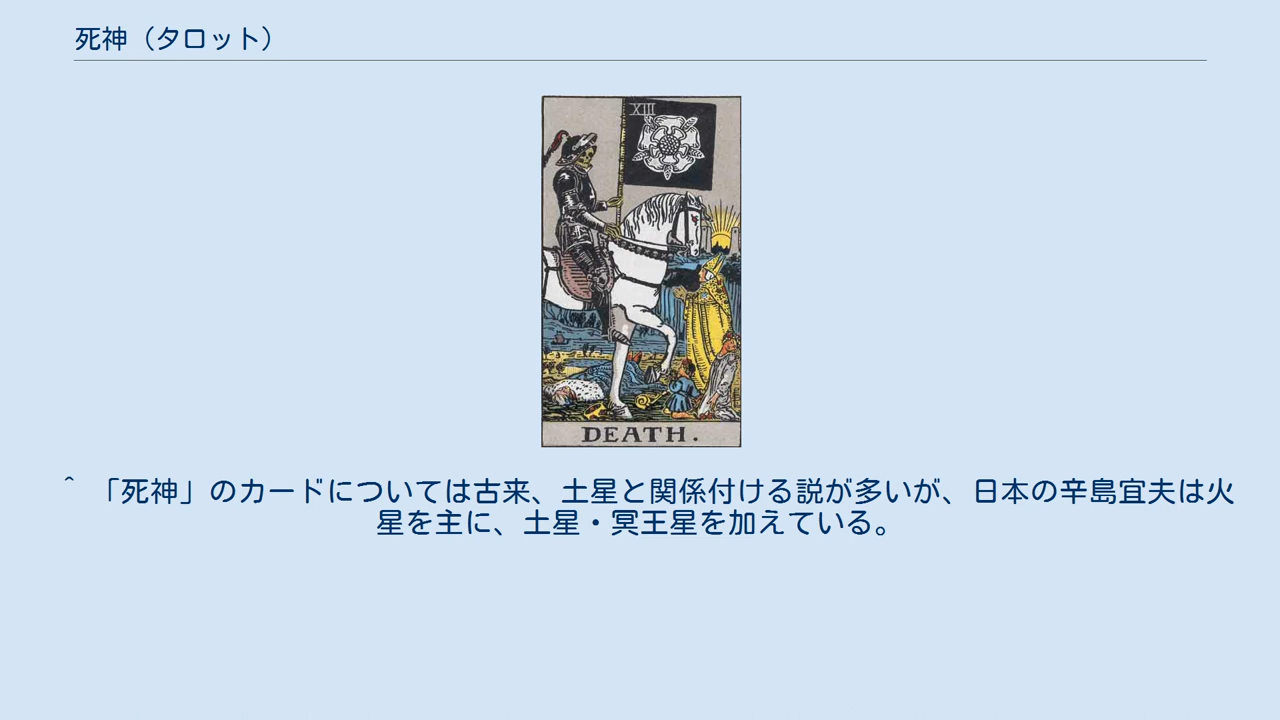 死神（タロット）
XIII
DEATH.
^ 「死神」のカードについては古来、土星と関係付ける説が多いが、日本の辛島宜夫は火
星を主に、土星・冥王星を加えている。